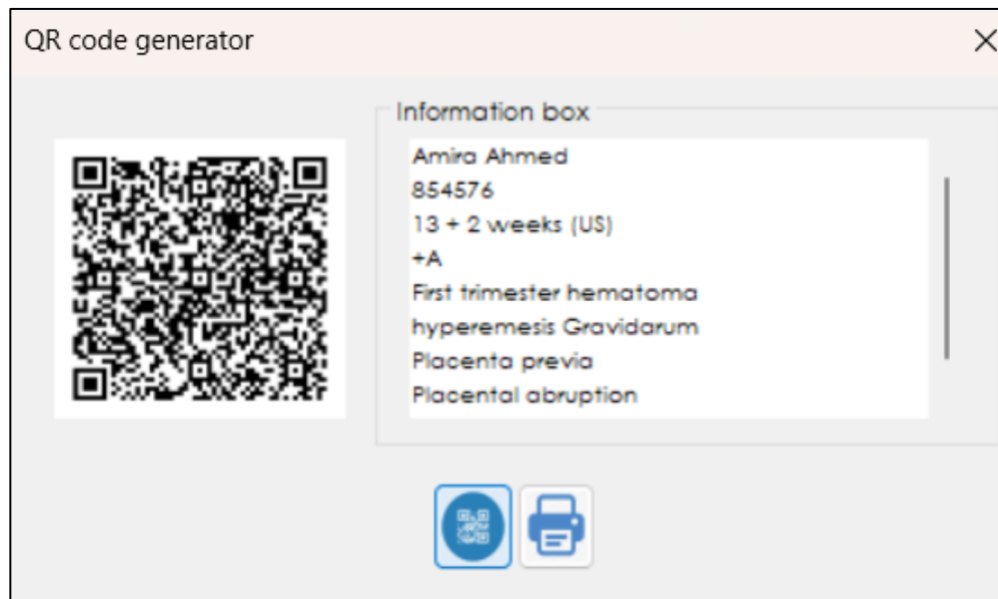 QR code generator
Information box
Amira Ahmed
854576
13 + 2 weeks (US)
+A
First trimester hematoma
hyperemesis Gravidarum
Placenta previa
Placental abruption